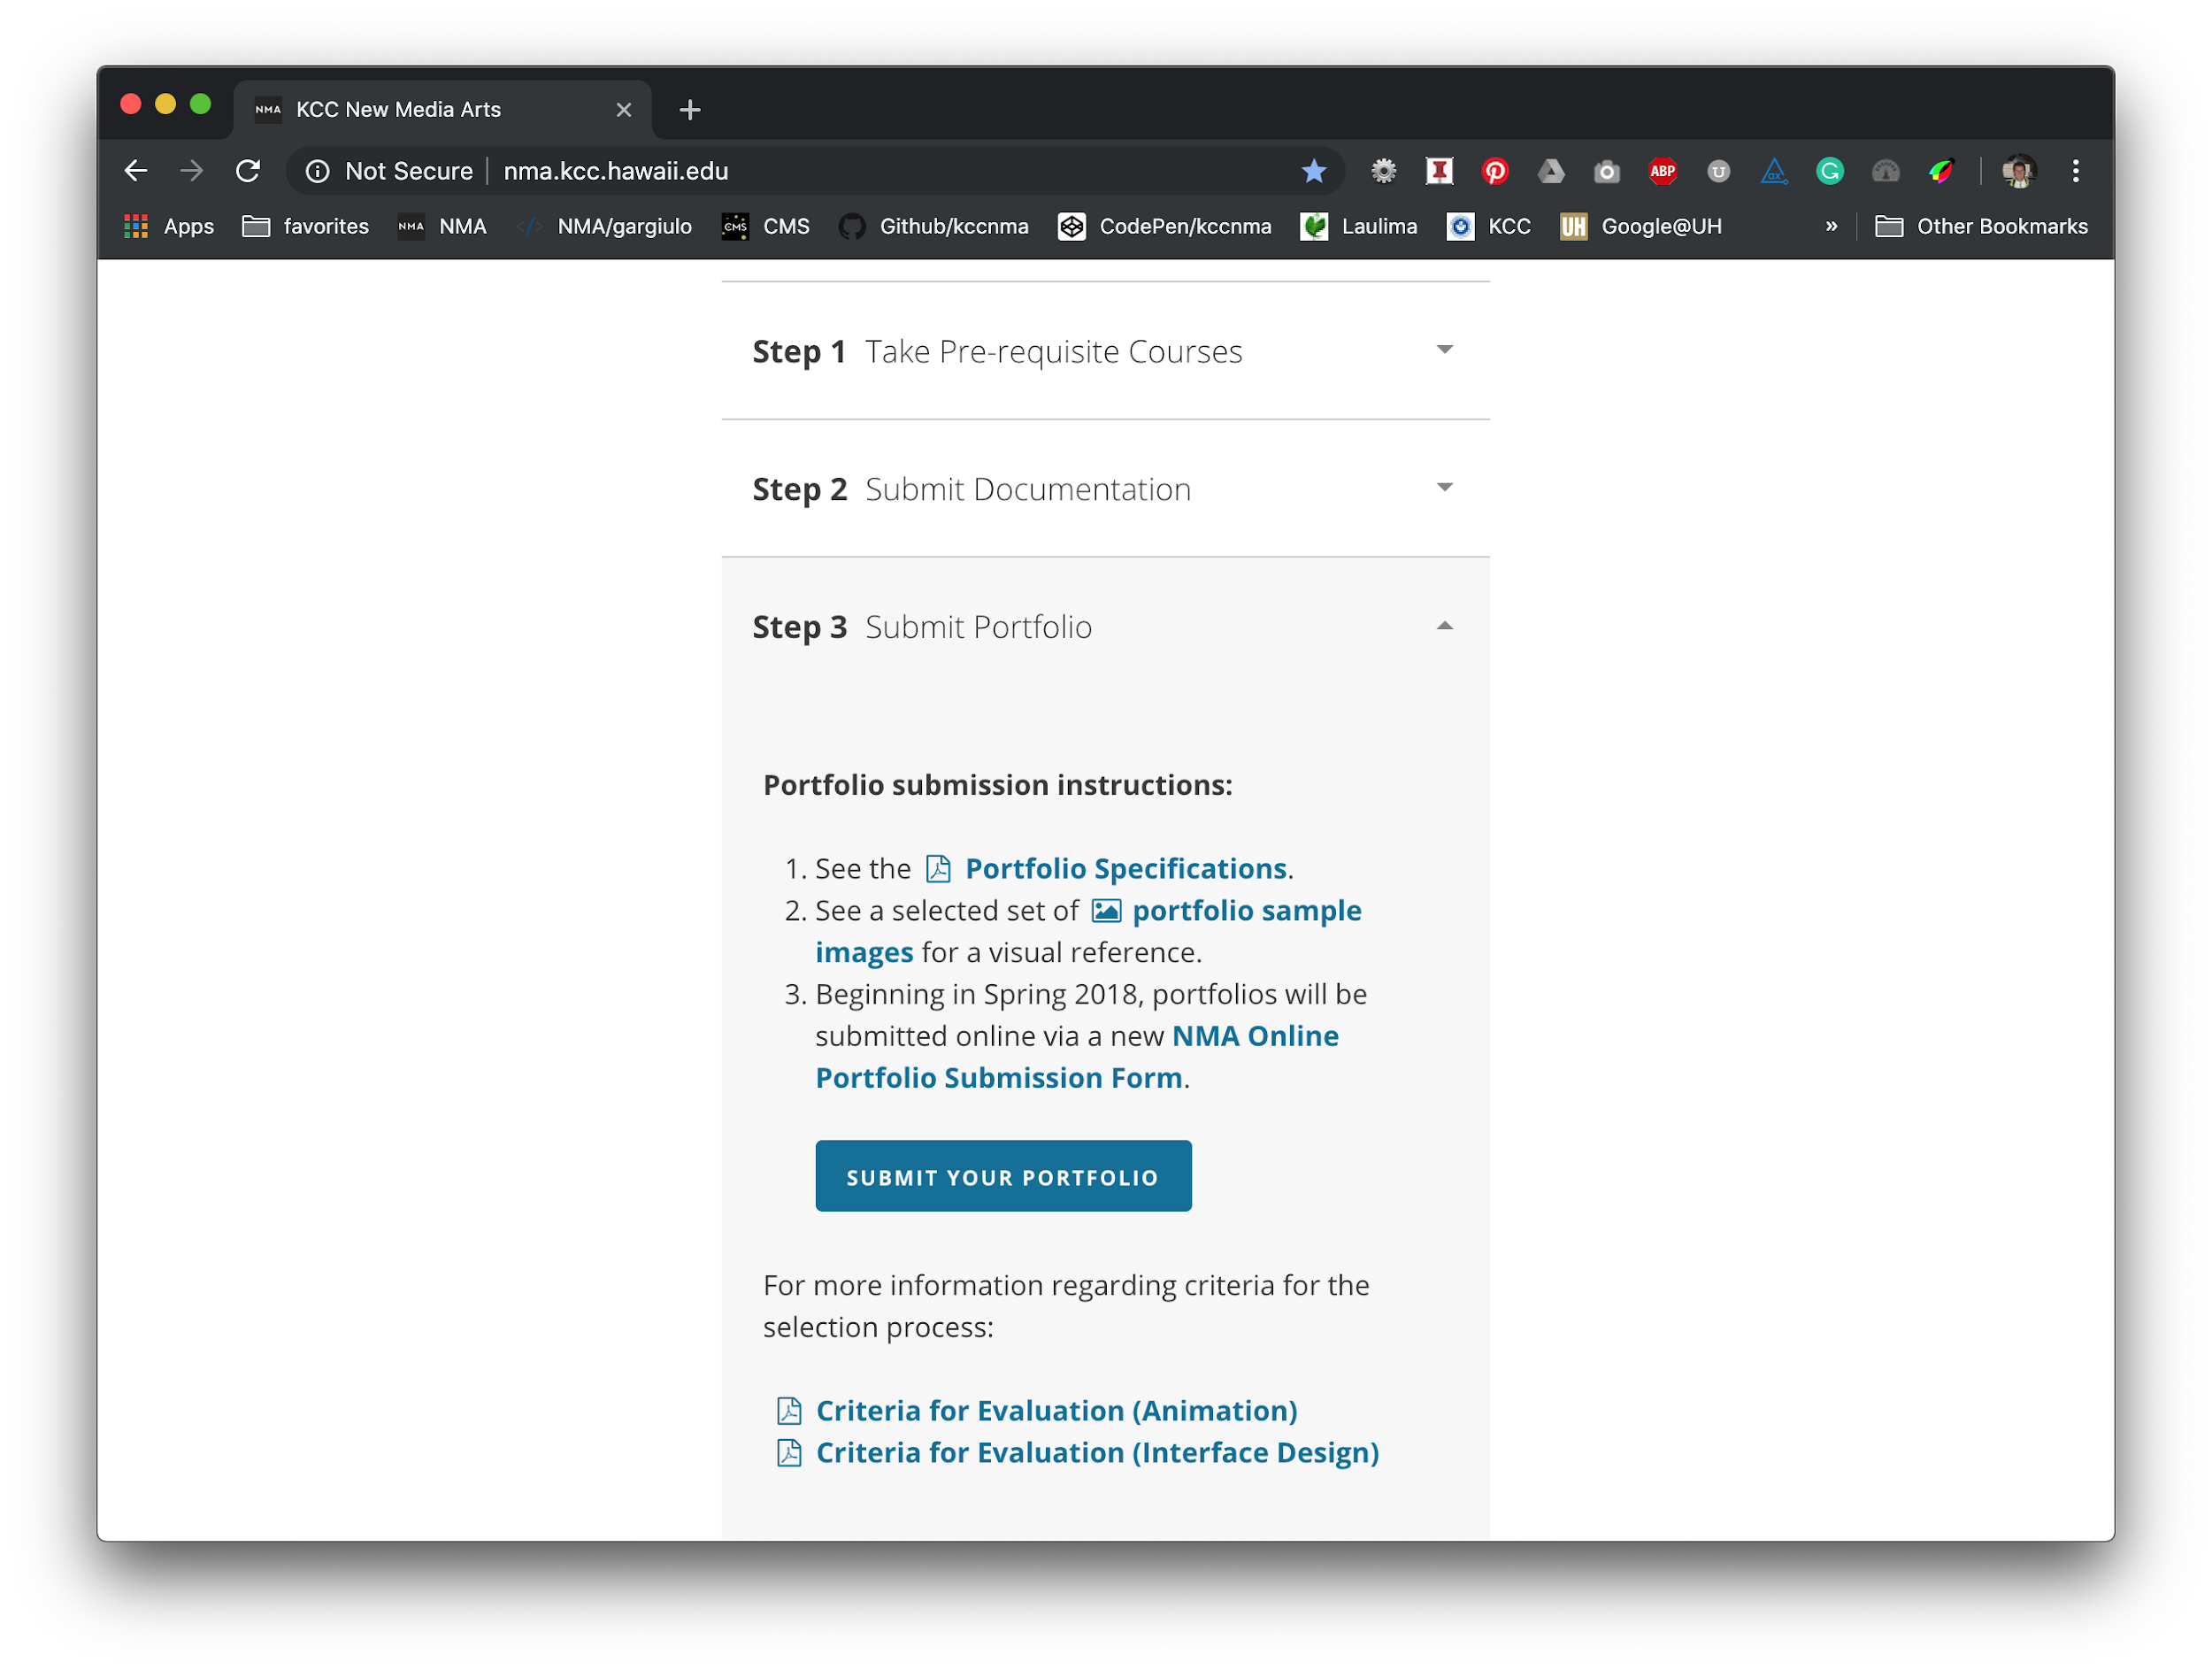 NMA KCC New Media Arts
Not Secure nma.kcc.hawaii.edu ABP
Apps favorites NMA NMA NMA/gargiulo CMS CMS Github/kccnma CodePen/kccnma Laulima KCC UH Google@UH » Other Bookmarks
Step 1 Take Pre-requisite Courses
Step 2 Submit Documentation
Step 3 Submit Portfolio
Portfolio submission instructions:
1. See the Portfolio Specifications.
2. See a selected set of portfolio sample
images for a visual reference.
3. Beginning in Spring 2018, portfolios will be
submitted online via a new NMA Online
Portfolio Submission Form.
SUBMIT YOUR PORTFOLIO
For more information regarding criteria for the
selection process:
Criteria for Evaluation (Animation)
Criteria for Evaluation (Interface Design)